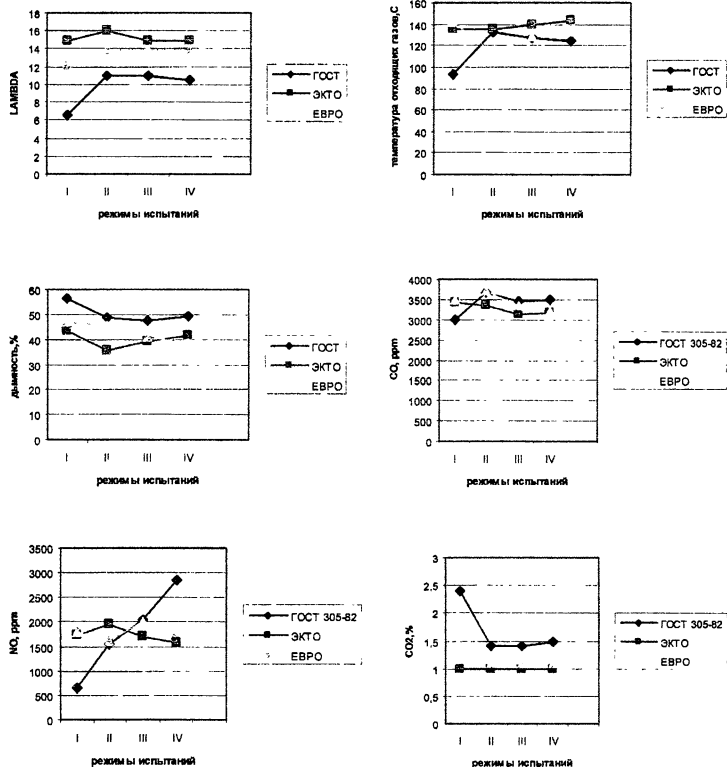 LAMBDA
18
16
14
12
10
8
6
4
2
0
I II III IV
режимы испытаний
ГОСТ
ЭКТО
ЕВРО
температура отходящих газов,С
160
140
120
100
80
60
40
20
0
I II III IV
режимы испытаний
ГОСТ
ЭКТО
ЕВРО
дымность,%
60
50
40
30
20
10
0
I II III IV
режимы испытаний
ГОСТ
ЭКТО
ЕВРО
CO, ppm
4000
3500
3000
2500
2000
1500
1000
500
0
I II III IV
режимы испытаний
ГОСТ 305-82
ЭКТО
ЕВРО
NO, ppm
3500
3000
2500
2000
1500
1000
500
0
I II III IV
режимы испытаний
ГОСТ 305-82
ЭКТО
ЕВРО
CO2,%
3
2,5
2
1,5
1
0,5
0
I II III IV
режимы испытаний
ГОСТ 305-82
ЭКТО
ЕВРО